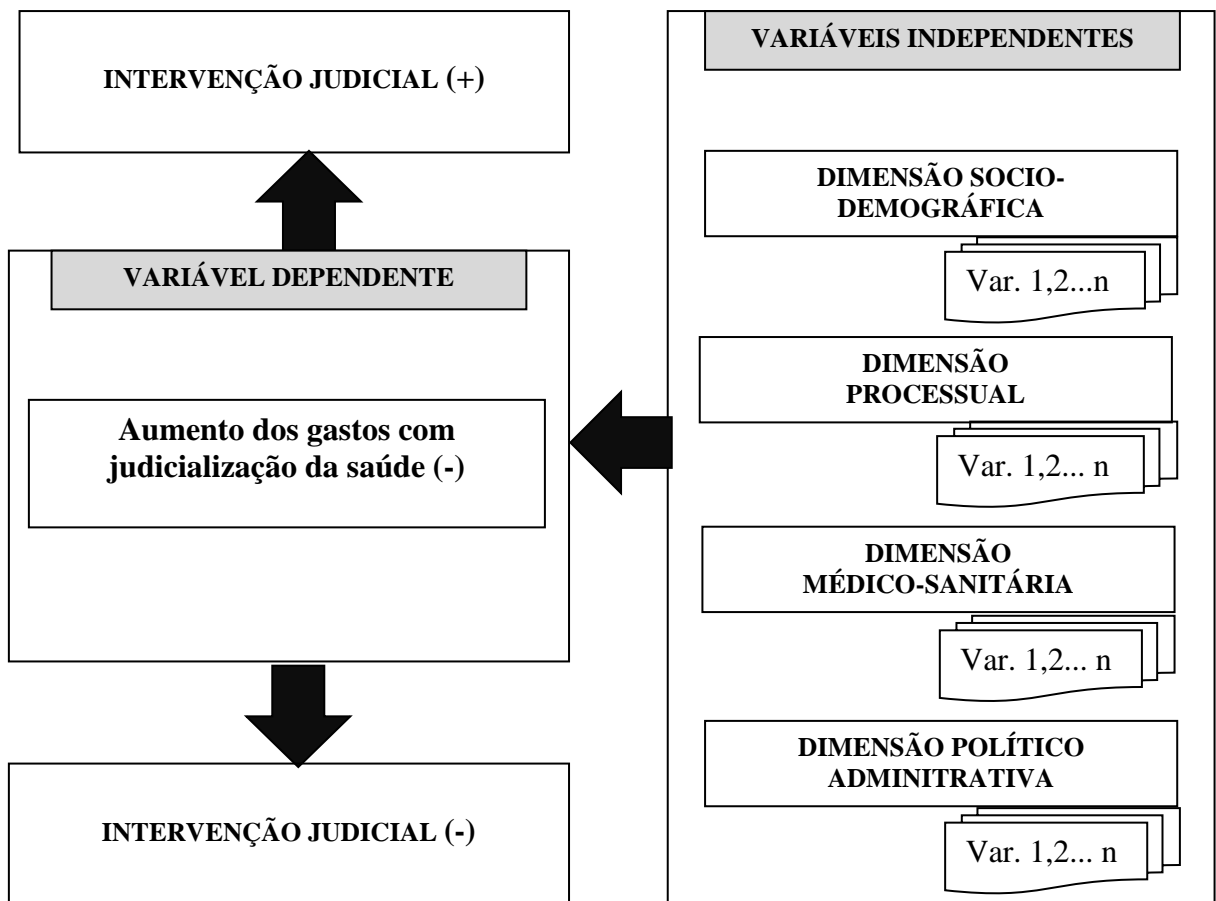 INTERVENÇÃO JUDICIAL (+)
VARIÁVEL DEPENDENTE
Aumento dos gastos com
judicialização da saúde (-)
INTERVENÇÃO JUDICIAL (-)
VARIÁVEIS INDEPENDENTES
DIMENSÃO SOCIO-
DEMOGRÁFICA
Var. 1,2...n
DIMENSÃO
PROCESSUAL
Var. 1,2... n
DIMENSÃO
MÉDICO-SANITÁRIA
Var. 1,2... n
DIMENSÃO POLÍTICO
ADMINITRATIVA
Var. 1,2... n